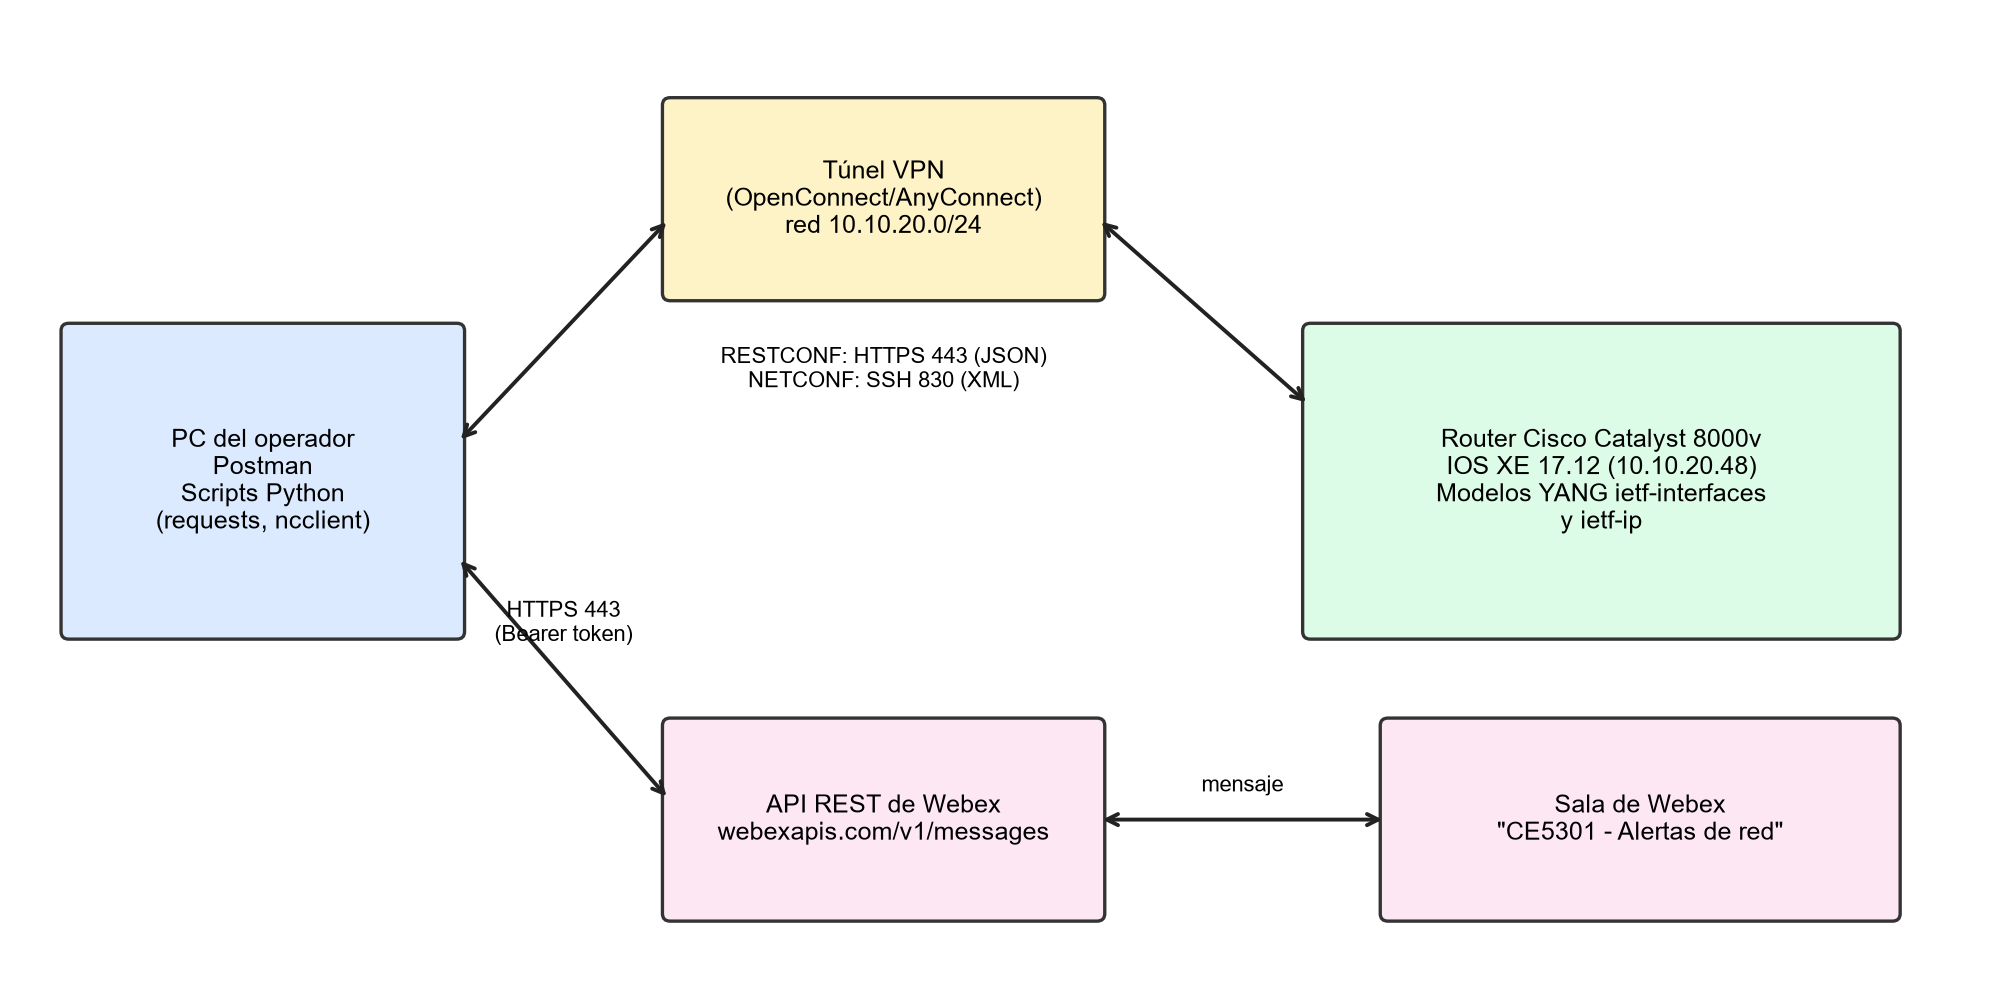 Túnel VPN
(OpenConnect/AnyConnect)
red 10.10.20.0/24
RESTCONF: HTTPS 443 (JSON)
NETCONF: SSH 830 (XML)
PC del operador
Postman
Scripts Python
(requests, ncclient)
Router Cisco Catalyst 8000v
IOS XE 17.12 (10.10.20.48)
Modelos YANG ietf-interfaces
y ietf-ip
HTTPS 443
(Bearer token)
API REST de Webex
webexapis.com/v1/messages
mensaje
Sala de Webex
"CE5301 - Alertas de red"